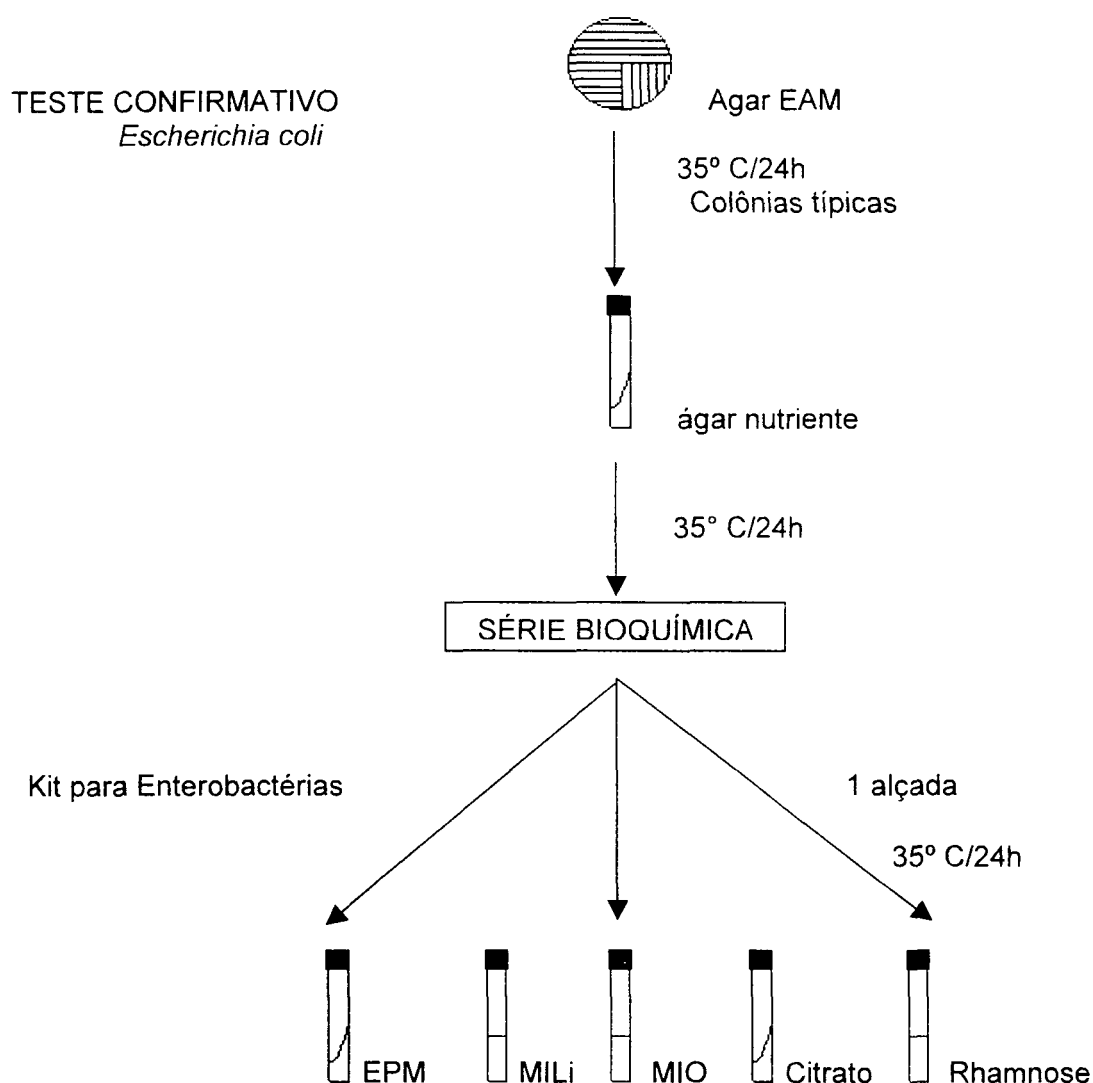 TESTE CONFIRMATIVO
Escherichia coli
Agar EAM
35º C/24h
Colônias típicas
ágar nutriente
35° C/24h
SÉRIE BIOQUÍMICA
Kit para Enterobactérias
1 alçada
35º C/24h
EPM
MILi
MIO
Citrato
Rhamnose